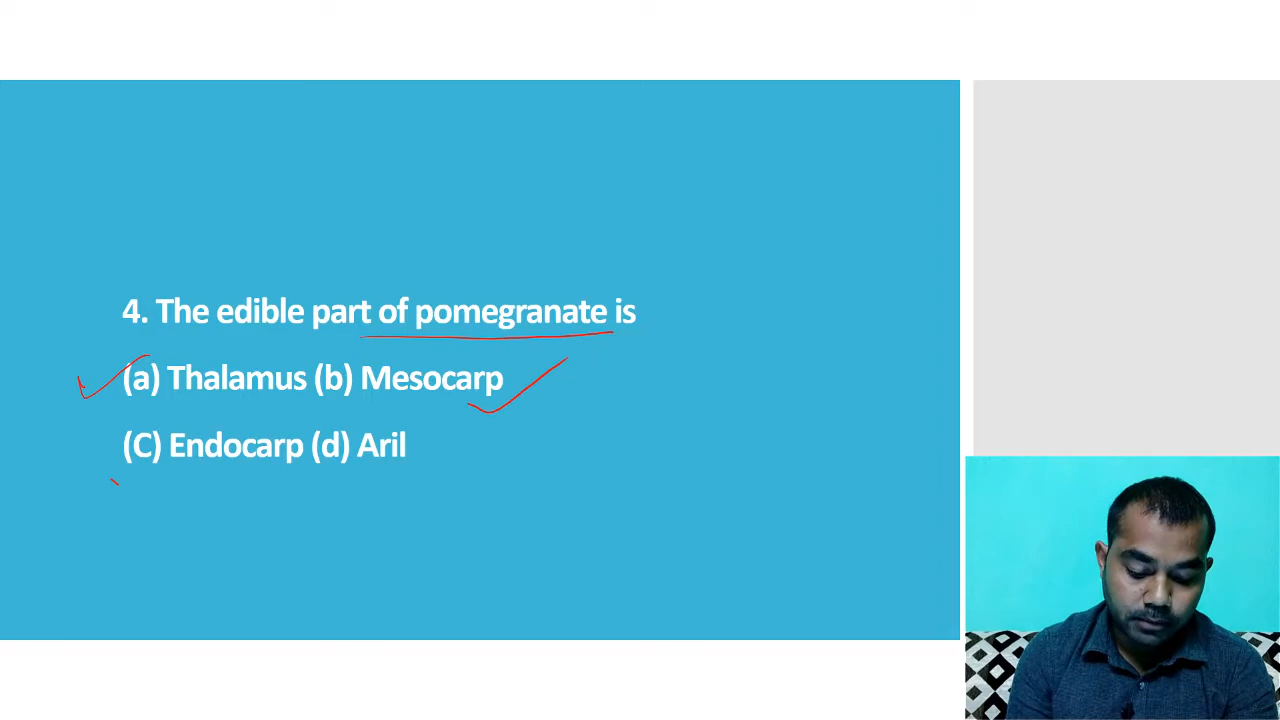 4. The edible part of pomegranate is
(a) Thalamus (b) Mesocarp
(C) Endocarp (d) Aril